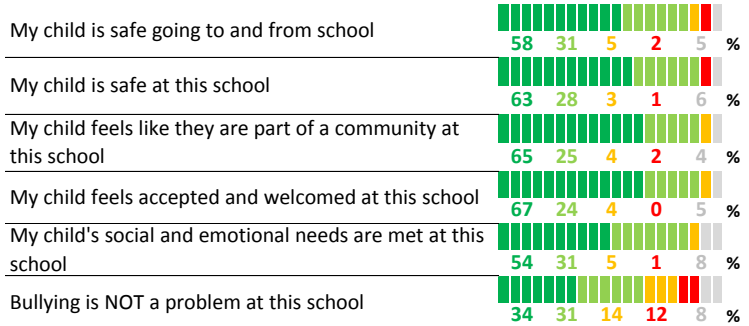 My child is safe going to and from school
58 31 5 2 5 %
My child is safe at this school
63 28 3 1 6 %
My child feels like they are part of a community at
this school
65 25 4 2 4 %
My child feels accepted and welcomed at this school
67 24 4 0 5 %
My child's social and emotional needs are met at this
school
54 31 5 1 8 %
Bullying is NOT a problem at this school
34 31 14 12 8 %